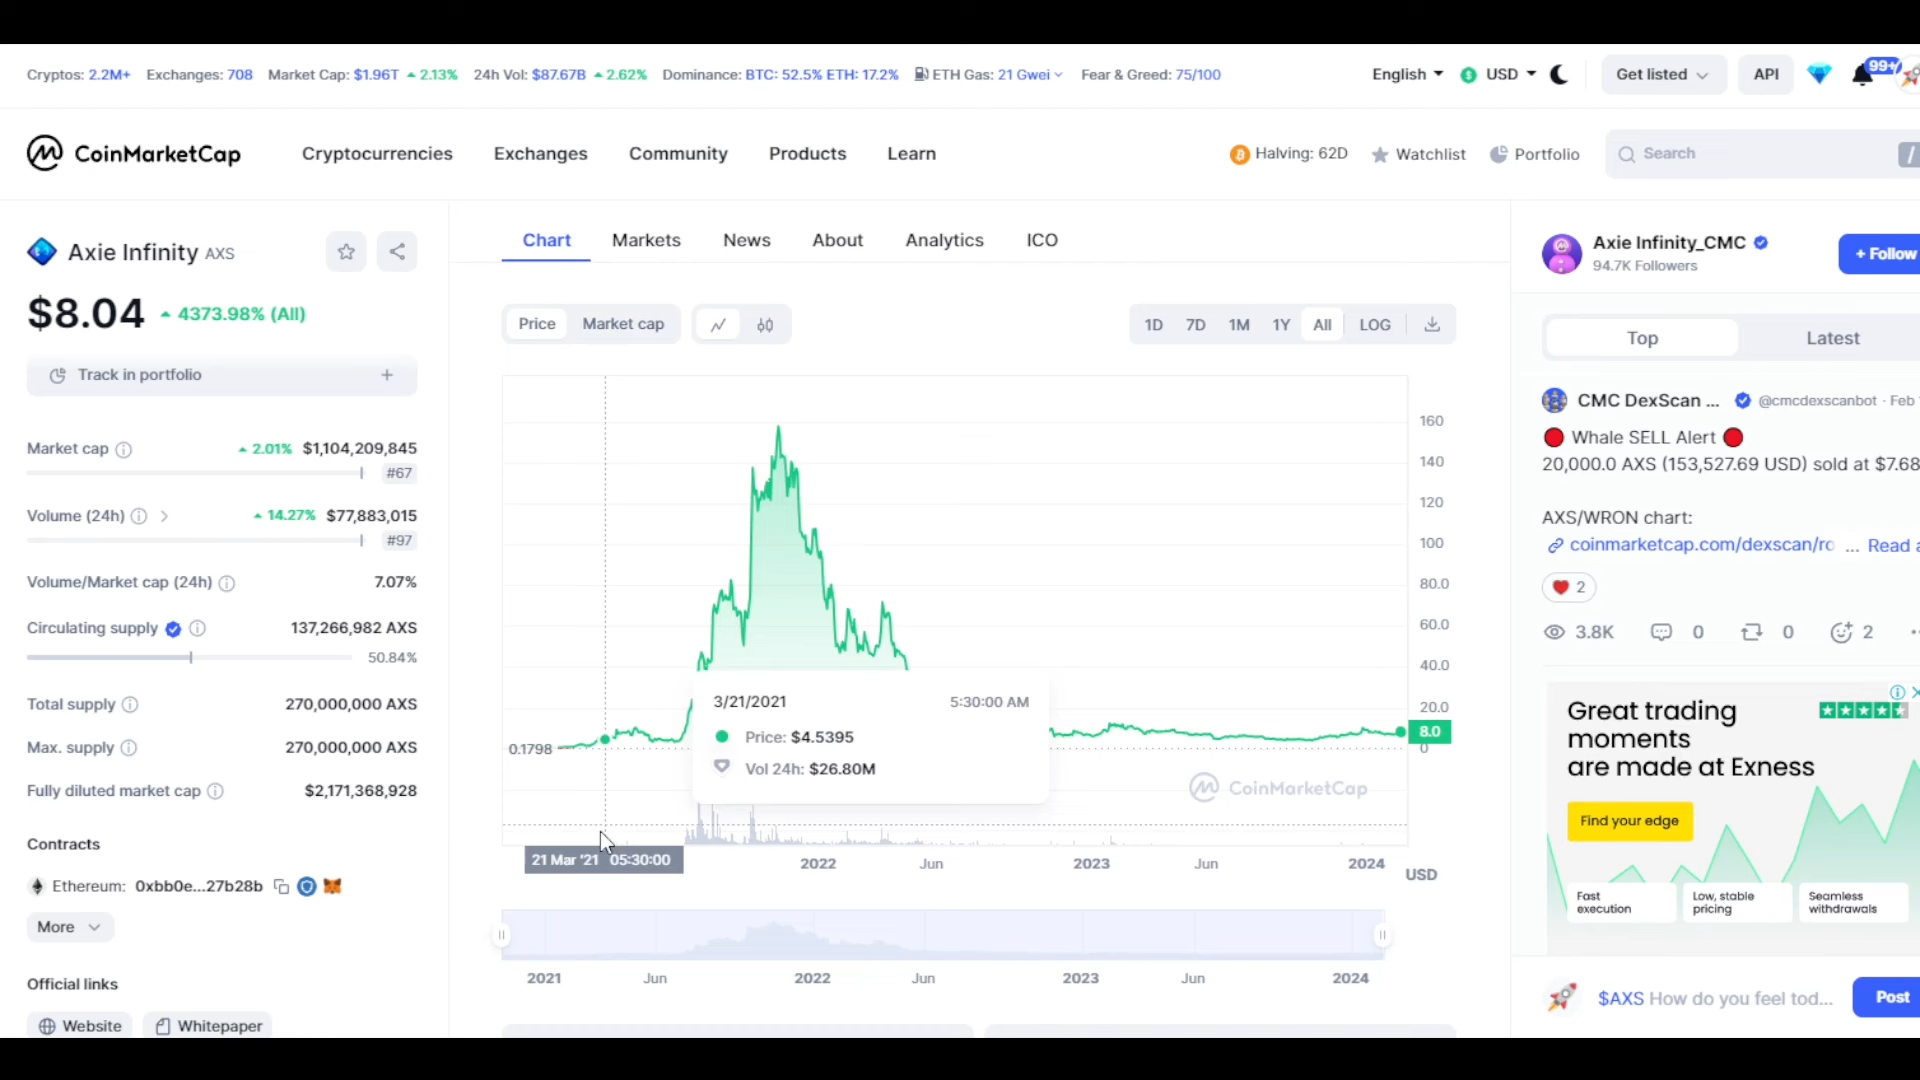 Cryptos: 2.2M+ Exchanges: 708 Market Cap: $1.96T 2.13% 24h Vol: $87.67B 2.62% Dominance: BTC: 52.5% ETH: 17.2% ETH Gas: 21 Gwei Fear & Greed: 75/100
English USD Get listed API 99+
CoinMarketCap Cryptocurrencies Exchanges Community Products Learn
Halving: 62D Watchlist Portfolio Search /
Axie Infinity AXS
$8.04 4373.98% (All)
Track in portfolio +
Market cap 2.01% $1,104,209,845
#67
Volume (24h) 14.27% $77,883,015
#97
Volume/Market cap (24h) 7.07%
Circulating supply 137,266,982 AXS
50.84%
Total supply 270,000,000 AXS
Max. supply 270,000,000 AXS
Fully diluted market cap $2,171,368,928
Contracts
Ethereum: 0xbb0e...27b28b
More
Official links
Website Whitepaper
Chart Markets News About Analytics ICO
Price Market cap
1D 7D 1M 1Y All LOG
160
140
120
100
80.0
60.0
40.0
20.0
8.0
0
0.1798
3/21/2021 5:30:00 AM
Price: $4.5395
Vol 24h: $26.80M
CoinMarketCap
21 Mar '21 05:30:00
2022 Jun 2023 Jun 2024
USD
2021 Jun 2022 Jun 2023 Jun 2024
Axie Infinity_CMC
94.7K Followers
+ Follow
Top Latest
CMC DexScan ... @cmcdexscanbot · Feb
Whale SELL Alert
20,000.0 AXS (153,527.69 USD) sold at $7.68
AXS/WRON chart:
coinmarketcap.com/dexscan/ro ... Read
2
3.8K 0 0 2
Great trading
moments
are made at Exness
Find your edge
Fast
execution
Low, stable
pricing
Seamless
withdrawals
$AXS How do you feel tod...
Post